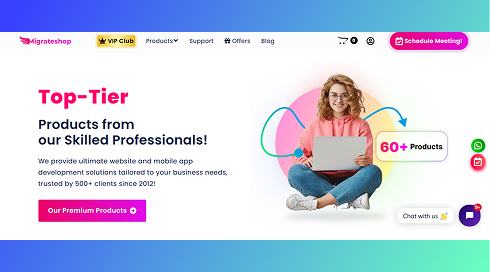 Migrateshop
VIP Club
Products
Support
Offers
Blog
0
Schedule Meeting!
Top-Tier
Products from
our Skilled Professionals!
We provide ultimate website and mobile app
development solutions tailored to your business needs,
trusted by 500+ clients since 2012!
Our Premium Products
60+ Products
Chat with us
9+